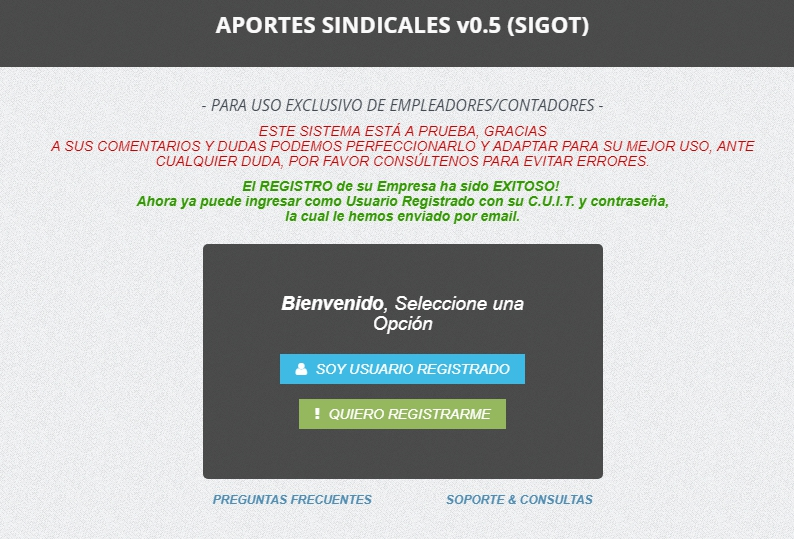 APORTES SINDICALES v0.5 (SIGOT)
- PARA USO EXCLUSIVO DE EMPLEADORES/CONTADORES -
ESTE SISTEMA ESTÁ A PRUEBA, GRACIAS
A SUS COMENTARIOS Y DUDAS PODEMOS PERFECCIONARLO Y ADAPTAR PARA SU MEJOR USO, ANTE
CUALQUIER DUDA, POR FAVOR CONSÚLTENOS PARA EVITAR ERRORES.
El REGISTRO de su Empresa ha sido EXITOSO!
Ahora ya puede ingresar como Usuario Registrado con su C.U.I.T. y contraseña,
la cual le hemos enviado por email.
Bienvenido, Seleccione una
Opción
SOY USUARIO REGISTRADO
QUIERO REGISTRARME
PREGUNTAS FRECUENTES
SOPORTE & CONSULTAS